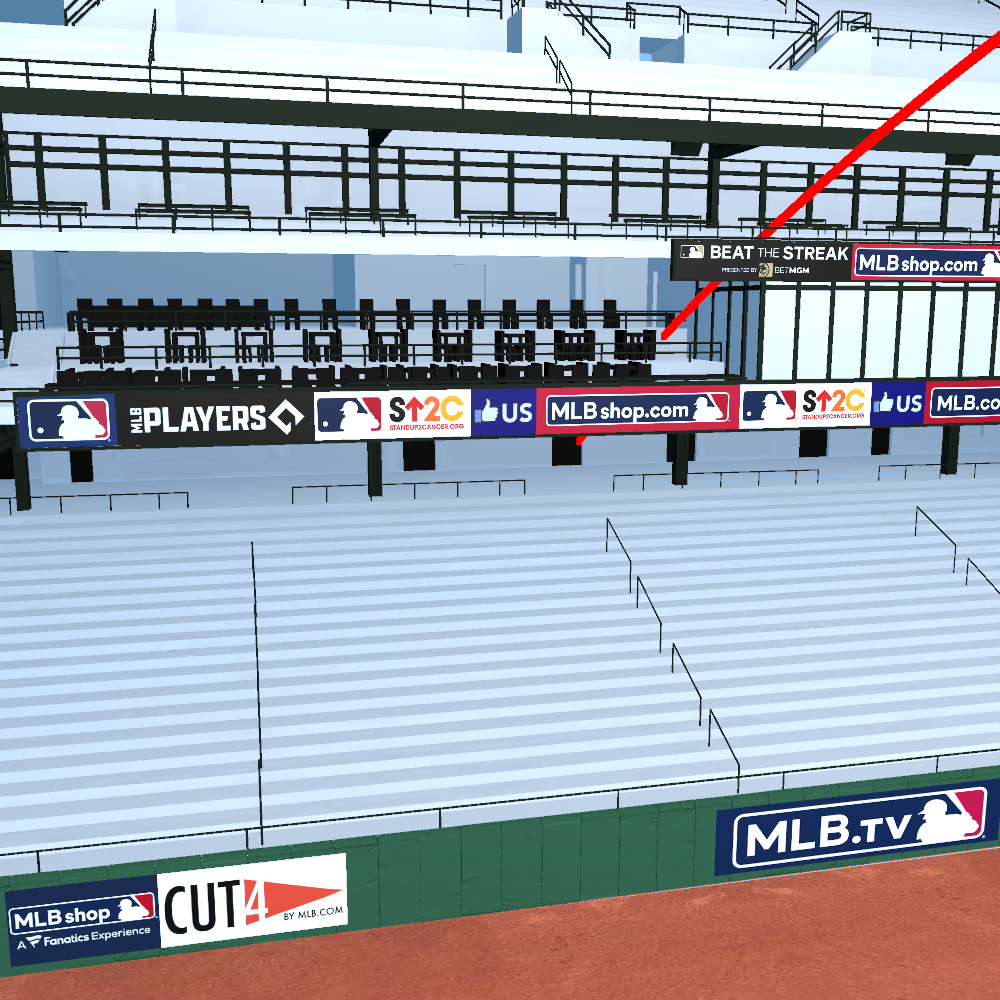 BEAT THE STREAK
PRESENTED BY BETMGM
MLBshop.com
MLB PLAYERS
S↑2C
STANDUP2CANCER.ORG
US
MLBshop.com
S↑2C
STANDUP2CANCER.ORG
US
MLB.co
MLB.TV
MLBshop
A Fanatics Experience
CUT4
BY MLB.COM